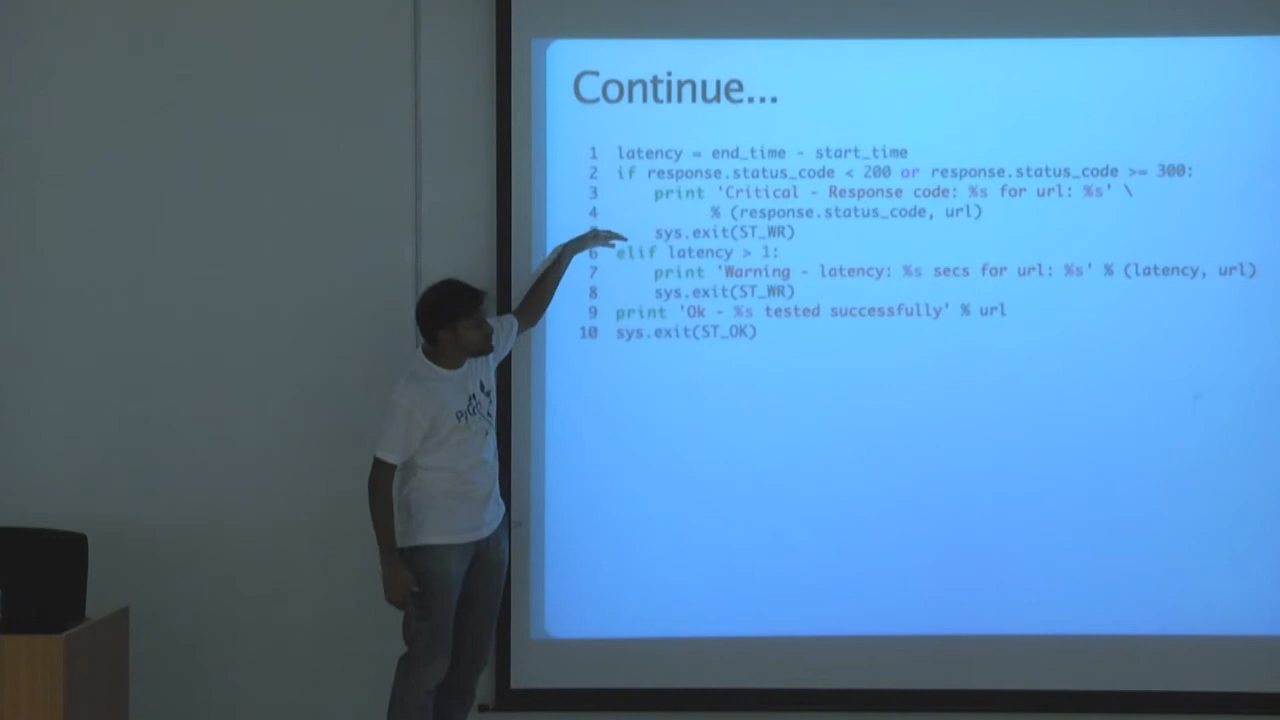 Continue...
1 latency = end_time - start_time
2 if response.status_code < 200 or response.status_code >= 300:
3 print 'Critical - Response code: %s for url: %s' \
4 % (response.status_code, url)
sys.exit(ST_WR)
6 elif latency > 1:
7 print 'Warning - latency: %s secs for url: %s' % (latency, url)
8 sys.exit(ST_WR)
9 print 'Ok - %s tested successfully' % url
10 sys.exit(ST_OK)